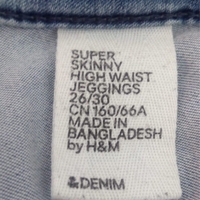 SUPER
SKINNY
HIGH WAIST
JEGGINGS
26/30
CN 160/66A
MADE IN
BANGLADESH
by H&M
&DENIM